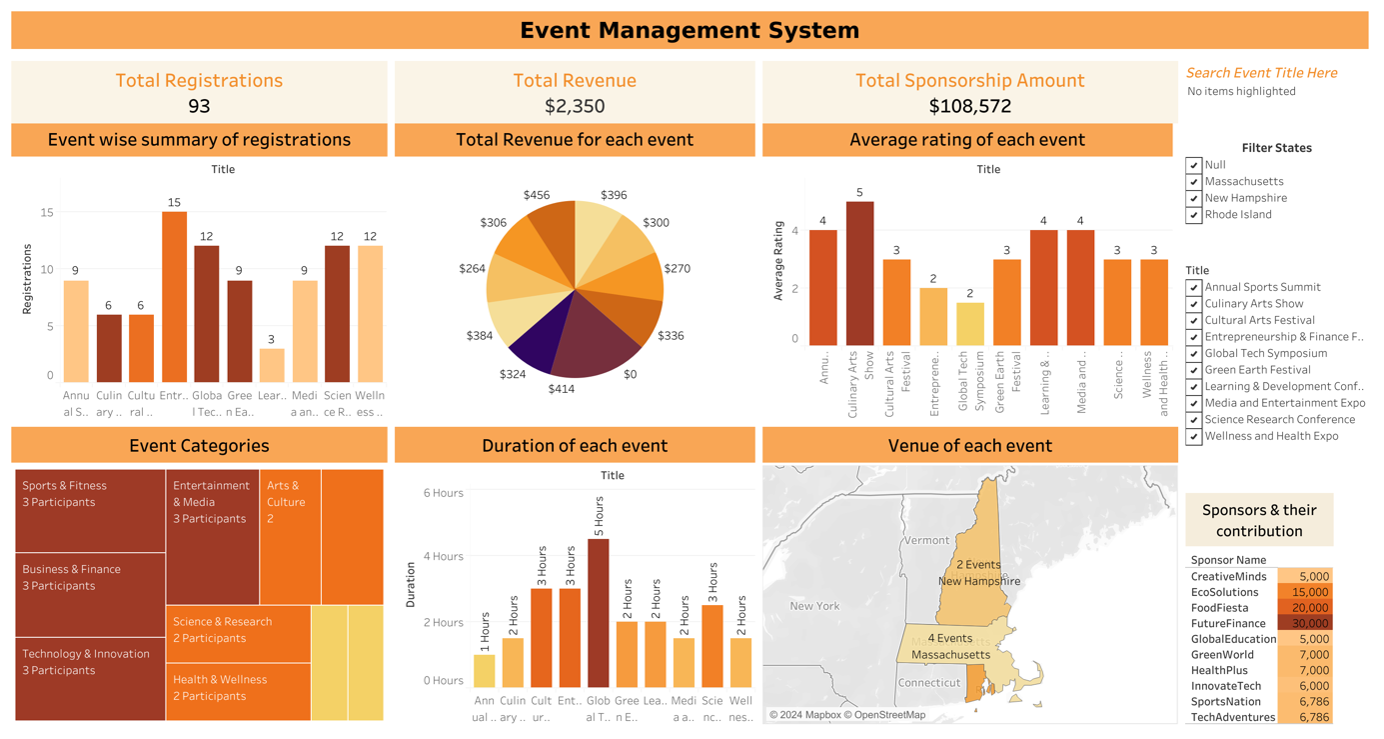 Event Management System
Total Registrations
93
Total Revenue
$2,350
Total Sponsorship Amount
$108,572
Search Event Title Here
No items highlighted
Event wise summary of registrations
Title
Registrations
15
10
5
0
9
6
6
15
12
9
3
9
12
12
Annu
al S..
Culin
ary ..
Cultu
ral ..
Entr..
Globa
l Tec..
Gree
n Ea..
Lear..
Medi
a an..
Scien
ce R..
Welln
ess ..
Total Revenue for each event
$456
$396
$306
$300
$264
$270
$384
$336
$324
$414
$0
Average rating of each event
Title
Average Rating
4
2
0
4
5
3
2
2
3
4
4
3
3
Annu..
Culinary Arts
Show
Cultural Arts
Festival
Entreprene..
Global Tech
Symposium
Green Earth
Festival
Learning & ..
Media and ..
Science ..
Wellness
and Health ..
Filter States
Null
Massachusetts
New Hampshire
Rhode Island
Title
Annual Sports Summit
Culinary Arts Show
Cultural Arts Festival
Entrepreneurship & Finance F..
Global Tech Symposium
Green Earth Festival
Learning & Development Conf..
Media and Entertainment Expo
Science Research Conference
Wellness and Health Expo
Event Categories
Sports & Fitness
3 Participants
Business & Finance
3 Participants
Technology & Innovation
3 Participants
Entertainment
& Media
3 Participants
Arts &
Culture
2
Science & Research
2 Participants
Health & Wellness
2 Participants
Duration of each event
Title
Duration
6 Hours
4 Hours
2 Hours
0 Hours
1 Hours
2 Hours
3 Hours
3 Hours
5 Hours
2 Hours
2 Hours
2 Hours
3 Hours
2 Hours
Ann
ual ..
Culin
ary ..
Cult
ur..
Ent..
Glob
al T..
Gree
n E..
Lea..
Medi
a a..
Scie
nc..
Well
nes..
Venue of each event
Vermont
2 Events
New Hampshire
New York
4 Events
Massachusetts
Connecticut
4
© 2024 Mapbox © OpenStreetMap
Sponsors & their
contribution
Sponsor Name
CreativeMinds 5,000
EcoSolutions 15,000
FoodFiesta 20,000
FutureFinance 30,000
GlobalEducation 5,000
GreenWorld 7,000
HealthPlus 7,000
InnovateTech 6,000
SportsNation 6,786
TechAdventures 6,786